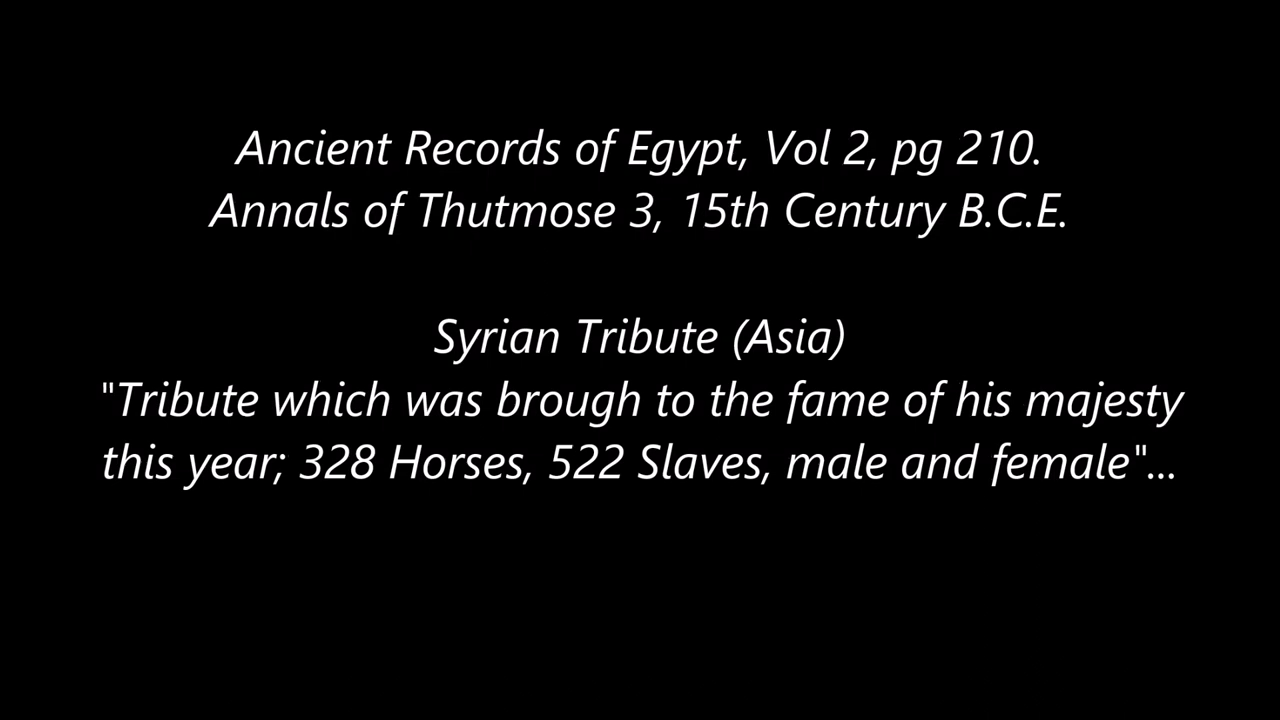 Ancient Records of Egypt, Vol 2, pg 210.
Annals of Thutmose 3, 15th Century B.C.E.
Syrian Tribute (Asia)
"Tribute which was brough to the fame of his majesty
this year; 328 Horses, 522 Slaves, male and female"...